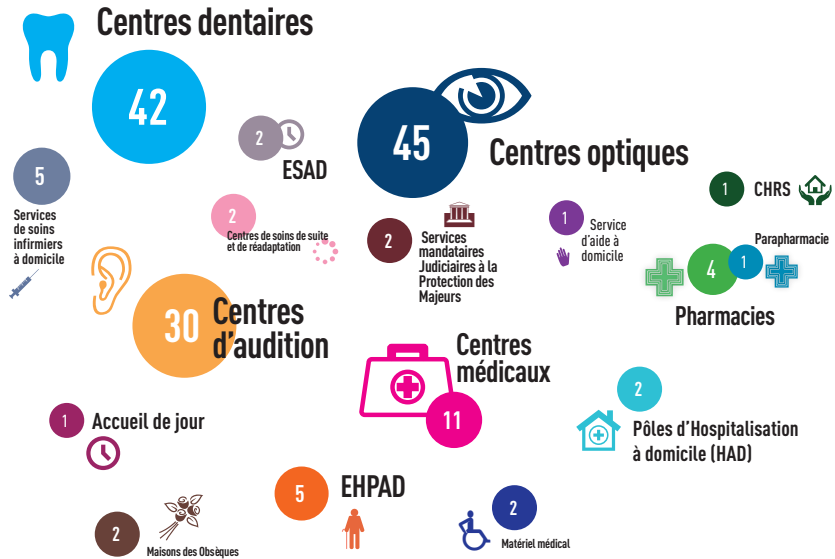 Centres dentaires
42
45
Centres optiques
2
ESAD
5
Services
de soins
infirmiers
à domicile
2
Centres de soins de suite
et de réadaptation
2
Services
mandataires
Judiciaires à la
Protection des
Majeurs
1
Service
d'aide à
domicile
1
CHRS
4
1
Parapharmacie
Pharmacies
30
Centres
d'audition
Centres
médicaux
11
1
Accueil de jour
2
Pôles d'Hospitalisation
à domicile (HAD)
5
EHPAD
2
Maisons des Obsèques
2
Matériel médical